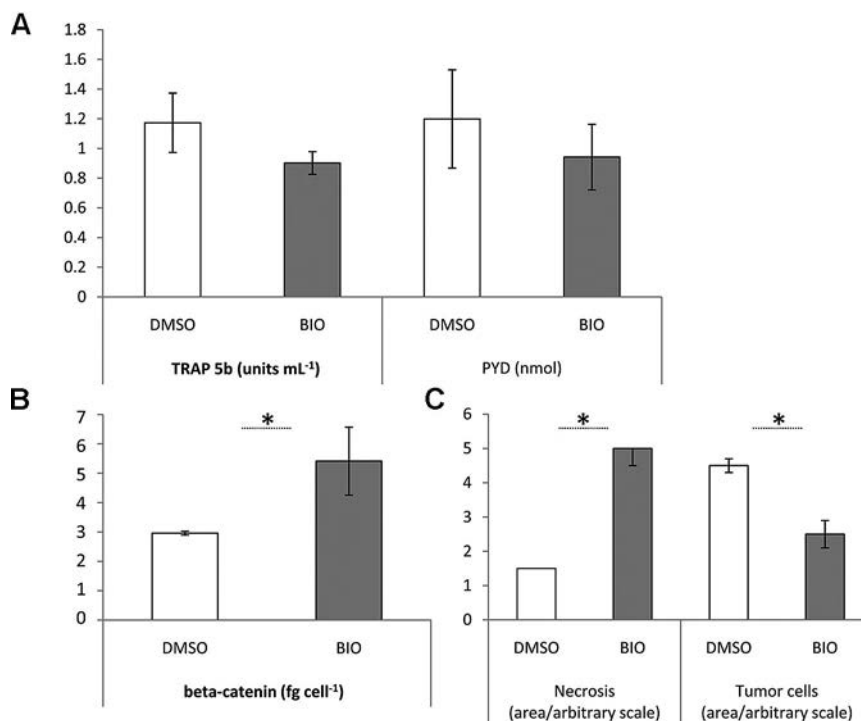 A
1.8
1.6
1.4
1.2
1
0.8
0.6
0.4
0.2
0
DMSO BIO DMSO BIO
TRAP 5b (units mL⁻¹) PYD (nmol)
B
7
6
5
4
3
2
1
0
*
DMSO BIO
beta-catenin (fg cell⁻¹)
C
6
5
4
3
2
1
0
* *
DMSO BIO DMSO BIO
Necrosis Tumor cells
(area/arbitrary scale) (area/arbitrary scale)